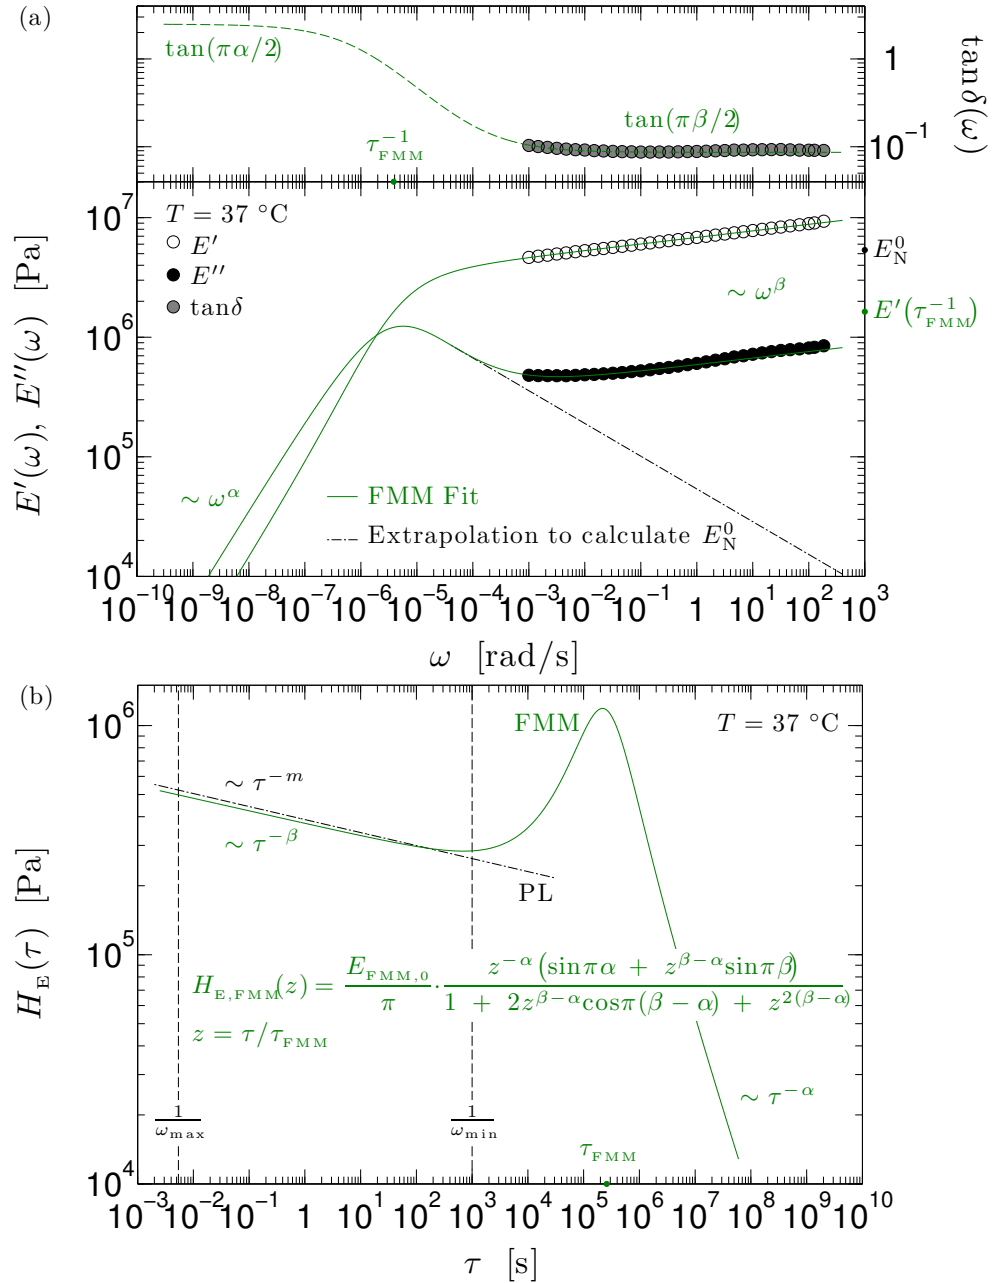 (a)
tan(πα/2)
tan(πβ/2)
τ_FMM^−1
1
10^−1
tanδ(ω)
T = 37 °C
E′
E″
tanδ
E′(ω), E″(ω) [Pa]
10^7
10^6
10^5
10^4
E_N^0
E′(τ_FMM^−1)
~ ω^β
~ ω^α
FMM Fit
Extrapolation to calculate E_N^0
10^−10 10^−9 10^−8 10^−7 10^−6 10^−5 10^−4 10^−3 10^−2 10^−1 1 10^1 10^2 10^3
ω [rad/s]
(b)
FMM
T = 37 °C
~ τ^−m
~ τ^−β
PL
H_E(τ) [Pa]
10^6
10^5
10^4
H_E,FMM(z) = E_FMM,0/π · z^−α(sinπα + z^β−α sinπβ)/1 + 2z^β−α cosπ(β − α) + z^2(β−α)
z = τ/τ_FMM
~ τ^−α
1/ω_max
1/ω_min
τ_FMM
10^−3 10^−2 10^−1 1 10^1 10^2 10^3 10^4 10^5 10^6 10^7 10^8 10^9 10^10
τ [s]